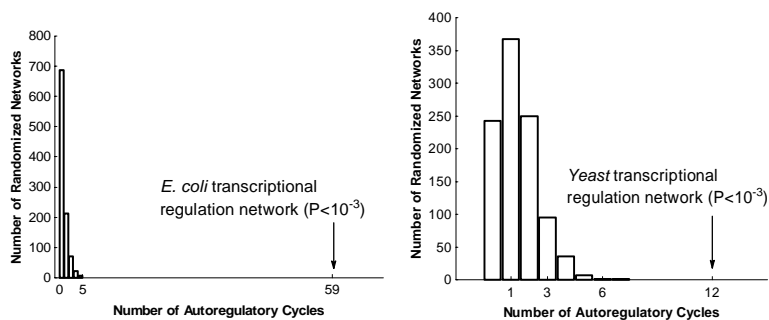 800
700
600
500
400
300
200
100
0
Number of Randomized Networks
E. coli transcriptional
regulation network (P<10⁻³)
0 5 59
Number of Autoregulatory Cycles
400
350
300
250
200
150
100
50
0
Number of Randomized Networks
Yeast transcriptional
regulation network (P<10⁻³)
1 3 6 12
Number of Autoregulatory Cycles